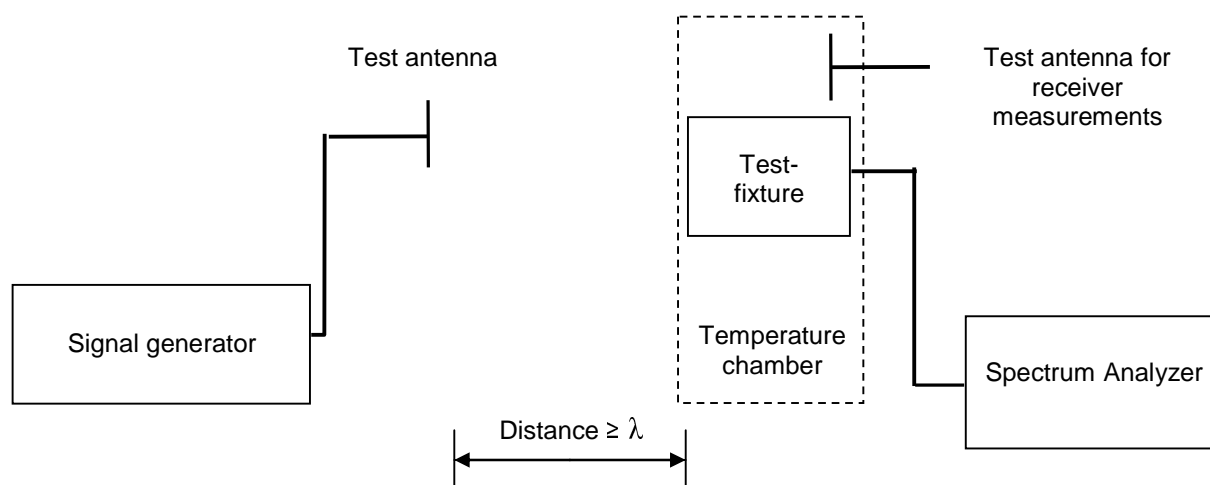 Test antenna
Test antenna for
receiver
measurements
Test-
fixture
Signal generator
Temperature
chamber
Spectrum Analyzer
Distance ≥ λ